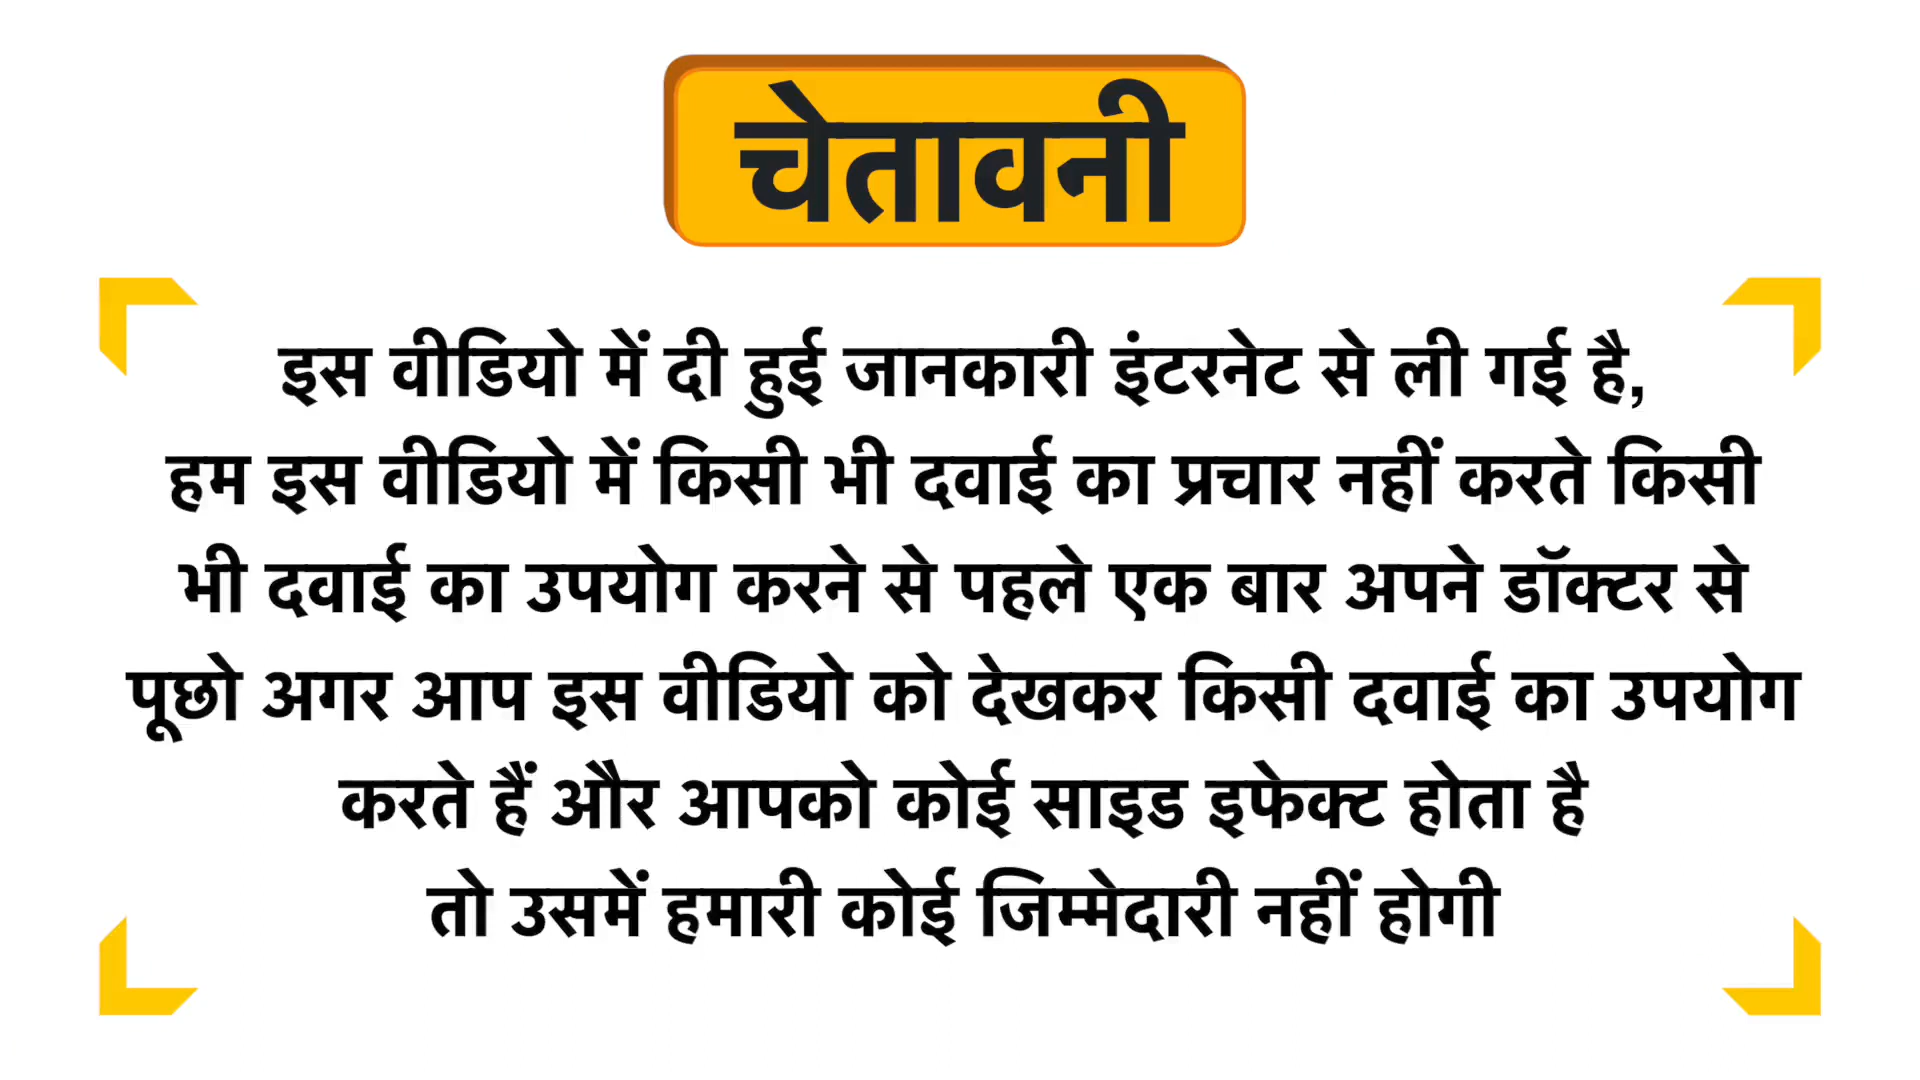 चेतावनी
इस वीडियो में दी हुई जानकारी इंटरनेट से ली गई है,
हम इस वीडियो में किसी भी दवाई का प्रचार नहीं करते किसी
भी दवाई का उपयोग करने से पहले एक बार अपने डॉक्टर से
पूछो अगर आप इस वीडियो को देखकर किसी दवाई का उपयोग
करते हैं और आपको कोई साइड इफेक्ट होता है
तो उसमें हमारी कोई जिम्मेदारी नहीं होगी